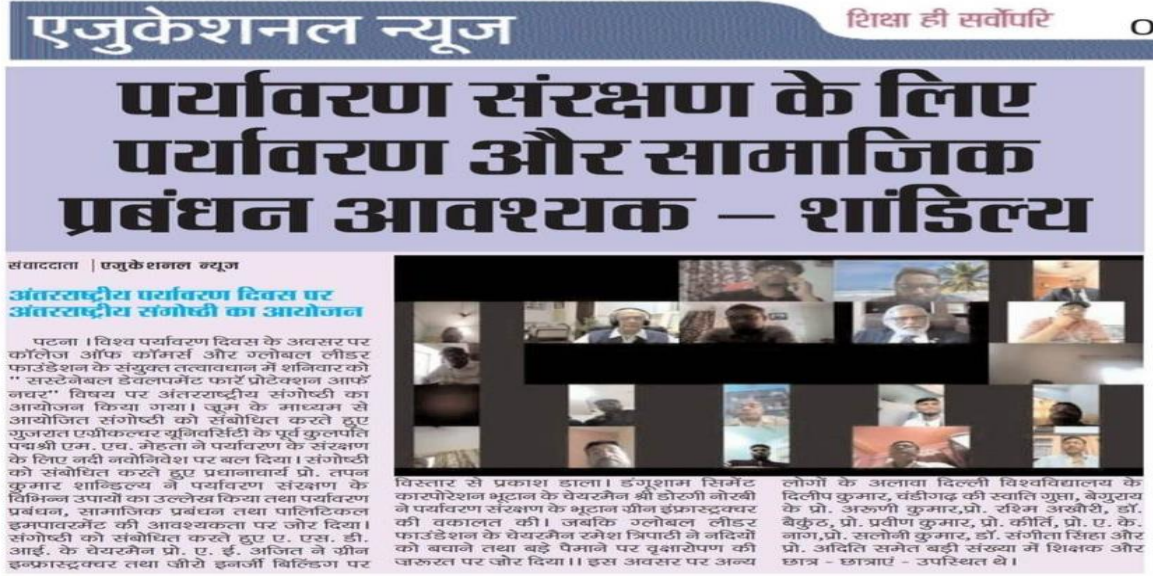 एजुकेशनल न्यूज
शिक्षा ही सर्वोपरि
पर्यावरण संरक्षण के लिए
पर्यावरण और सामाजिक
प्रबंधन आवश्यक – शांडिल्य
संवाददाता | एजुकेशनल न्यूज
अंतरराष्ट्रीय पर्यावरण दिवस पर
अंतरराष्ट्रीय संगोष्ठी का आयोजन
पटना । विश्व पर्यावरण दिवस के अवसर पर
कॉलेज ऑफ कॉमर्स और ग्लोबल लीडर
फाउंडेशन के संयुक्त तत्वावधान में शनिवार को
" सस्टेनेबल डेवलपमेंट फारॅ प्रोटेक्शन आफॅ
नचर" विषय पर अंतरराष्ट्रीय संगोष्ठी का
आयोजन किया गया। जूम के माध्यम से
आयोजित संगोष्ठी को संबोधित करते हुए
गुजरात एग्रीकल्चर यूनिवर्सिटी के पूर्व कुलपति
पद्मश्री एम. एच. मेहता ने पर्यावरण के संरक्षण
के लिए नदी नवोनिवेश पर बल दिया। संगोष्ठी
को संबोधित करते हुए प्रधानाचार्य प्रो. तपन
कुमार शान्डिल्य ने पर्यावरण संरक्षण के
विभिन्न उपायों का उल्लेख किया तथा पर्यावरण
प्रबंधन, सामाजिक प्रबंधन तथा पालिटिकल
इमपावरमेंट की आवश्यकता पर जोर दिया।
संगोष्ठी को संबोधित करते हुए ए. एस. डी.
आई. के चेयरमैन प्रो. ए. ई. अजित ने ग्रीन
इन्फ्रास्ट्रक्चर तथा जीरो इनर्जी बिल्डिंग पर
विस्तार से प्रकाश डाला। डंगूशाम सिमेंट
कारपोरेशन भूटान के चेयरमैन श्री डोरगी नोरबी
ने पर्यावरण संरक्षण के भूटान ग्रीन इंफ्रास्ट्रक्चर
की वकालत की। जबकि ग्लोबल लीडर
फाउंडेशन के चेयरमैन रमेश त्रिपाठी ने नदियों
को बचाने तथा बड़े पैमाने पर वृक्षारोपण की
जरूरत पर जोर दिया।। इस अवसर पर अन्य
लोगों के अलावा दिल्ली विश्वविद्यालय के
दिलीप कुमार, चंडीगढ़ की स्वाति गुप्ता, बेगुराय
के प्रो. अरूणी कुमार,प्रो. रश्मि अखौरी, डॉ.
बैकुंठ, प्रो. प्रवीण कुमार, प्रो. कीर्ति, प्रो. ए. के.
नाग,प्रो. सलोनी कुमार, डॉ. संगीता सिंहा और
प्रो. अदिति समेत बड़ी संख्या में शिक्षक और
छात्र - छात्राएं - उपस्थित थे।